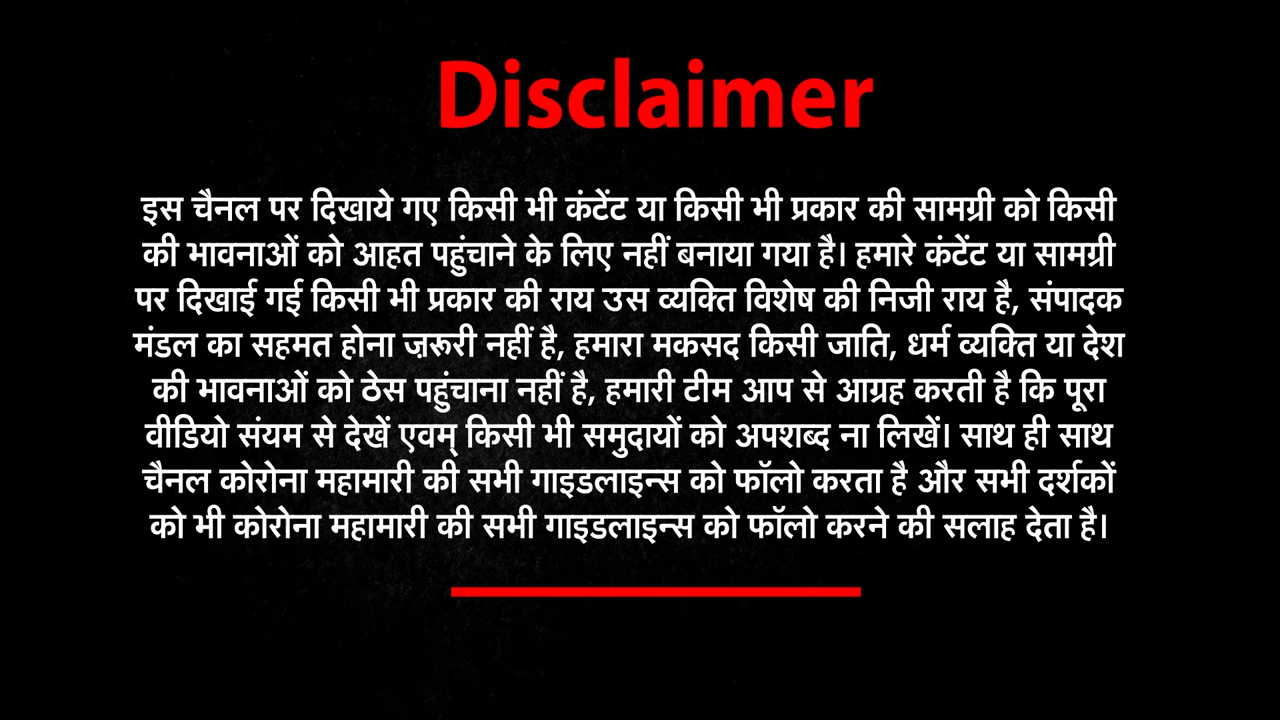 Disclaimer
इस चैनल पर दिखाये गए किसी भी कंटेंट या किसी भी प्रकार की सामग्री को किसी
की भावनाओं को आहत पहुंचाने के लिए नहीं बनाया गया है। हमारे कंटेंट या सामग्री
पर दिखाई गई किसी भी प्रकार की राय उस व्यक्ति विशेष की निजी राय है, संपादक
मंडल का सहमत होना ज़रूरी नहीं है, हमारा मकसद किसी जाति, धर्म व्यक्ति या देश
की भावनाओं को ठेस पहुंचाना नहीं है, हमारी टीम आप से आग्रह करती है कि पूरा
वीडियो संयम से देखें एवम् किसी भी समुदायों को अपशब्द ना लिखें। साथ ही साथ
चैनल कोरोना महामारी की सभी गाइडलाइन्स को फॉलो करता है और सभी दर्शकों
को भी कोरोना महामारी की सभी गाइडलाइन्स को फॉलो करने की सलाह देता है।